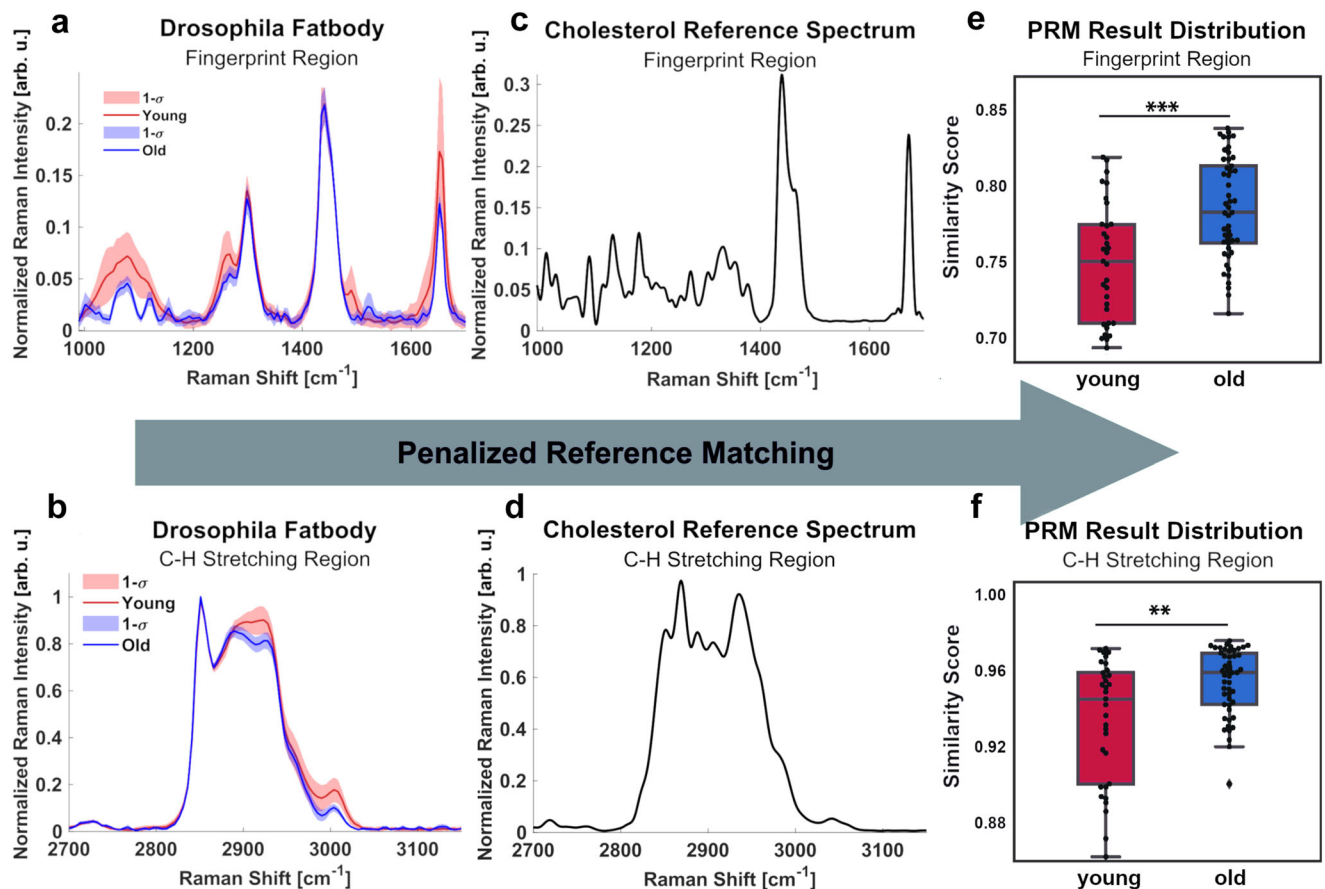 a
Drosophila Fatbody
Fingerprint Region
Normalized Raman Intensity [arb. u.]
0.2
0.15
0.1
0.05
0
1-σ
Young
1-σ
Old
1000 1200 1400 1600
Raman Shift [cm⁻¹]
c
Cholesterol Reference Spectrum
Fingerprint Region
Normalized Raman Intensity [arb. u.]
0.3
0.25
0.2
0.15
0.1
0.05
0
1000 1200 1400 1600
Raman Shift [cm⁻¹]
e
PRM Result Distribution
Fingerprint Region
Similarity Score
0.85
0.80
0.75
0.70
***
young old
Penalized Reference Matching
b
Drosophila Fatbody
C-H Stretching Region
Normalized Raman Intensity [arb. u.]
1
0.8
0.6
0.4
0.2
0
1-σ
Young
1-σ
Old
2700 2800 2900 3000 3100
Raman Shift [cm⁻¹]
d
Cholesterol Reference Spectrum
C-H Stretching Region
Normalized Raman Intensity [arb. u.]
1
0.8
0.6
0.4
0.2
0
2700 2800 2900 3000 3100
Raman Shift [cm⁻¹]
f
PRM Result Distribution
C-H Stretching Region
Similarity Score
1.00
0.96
0.92
0.88
**
young old